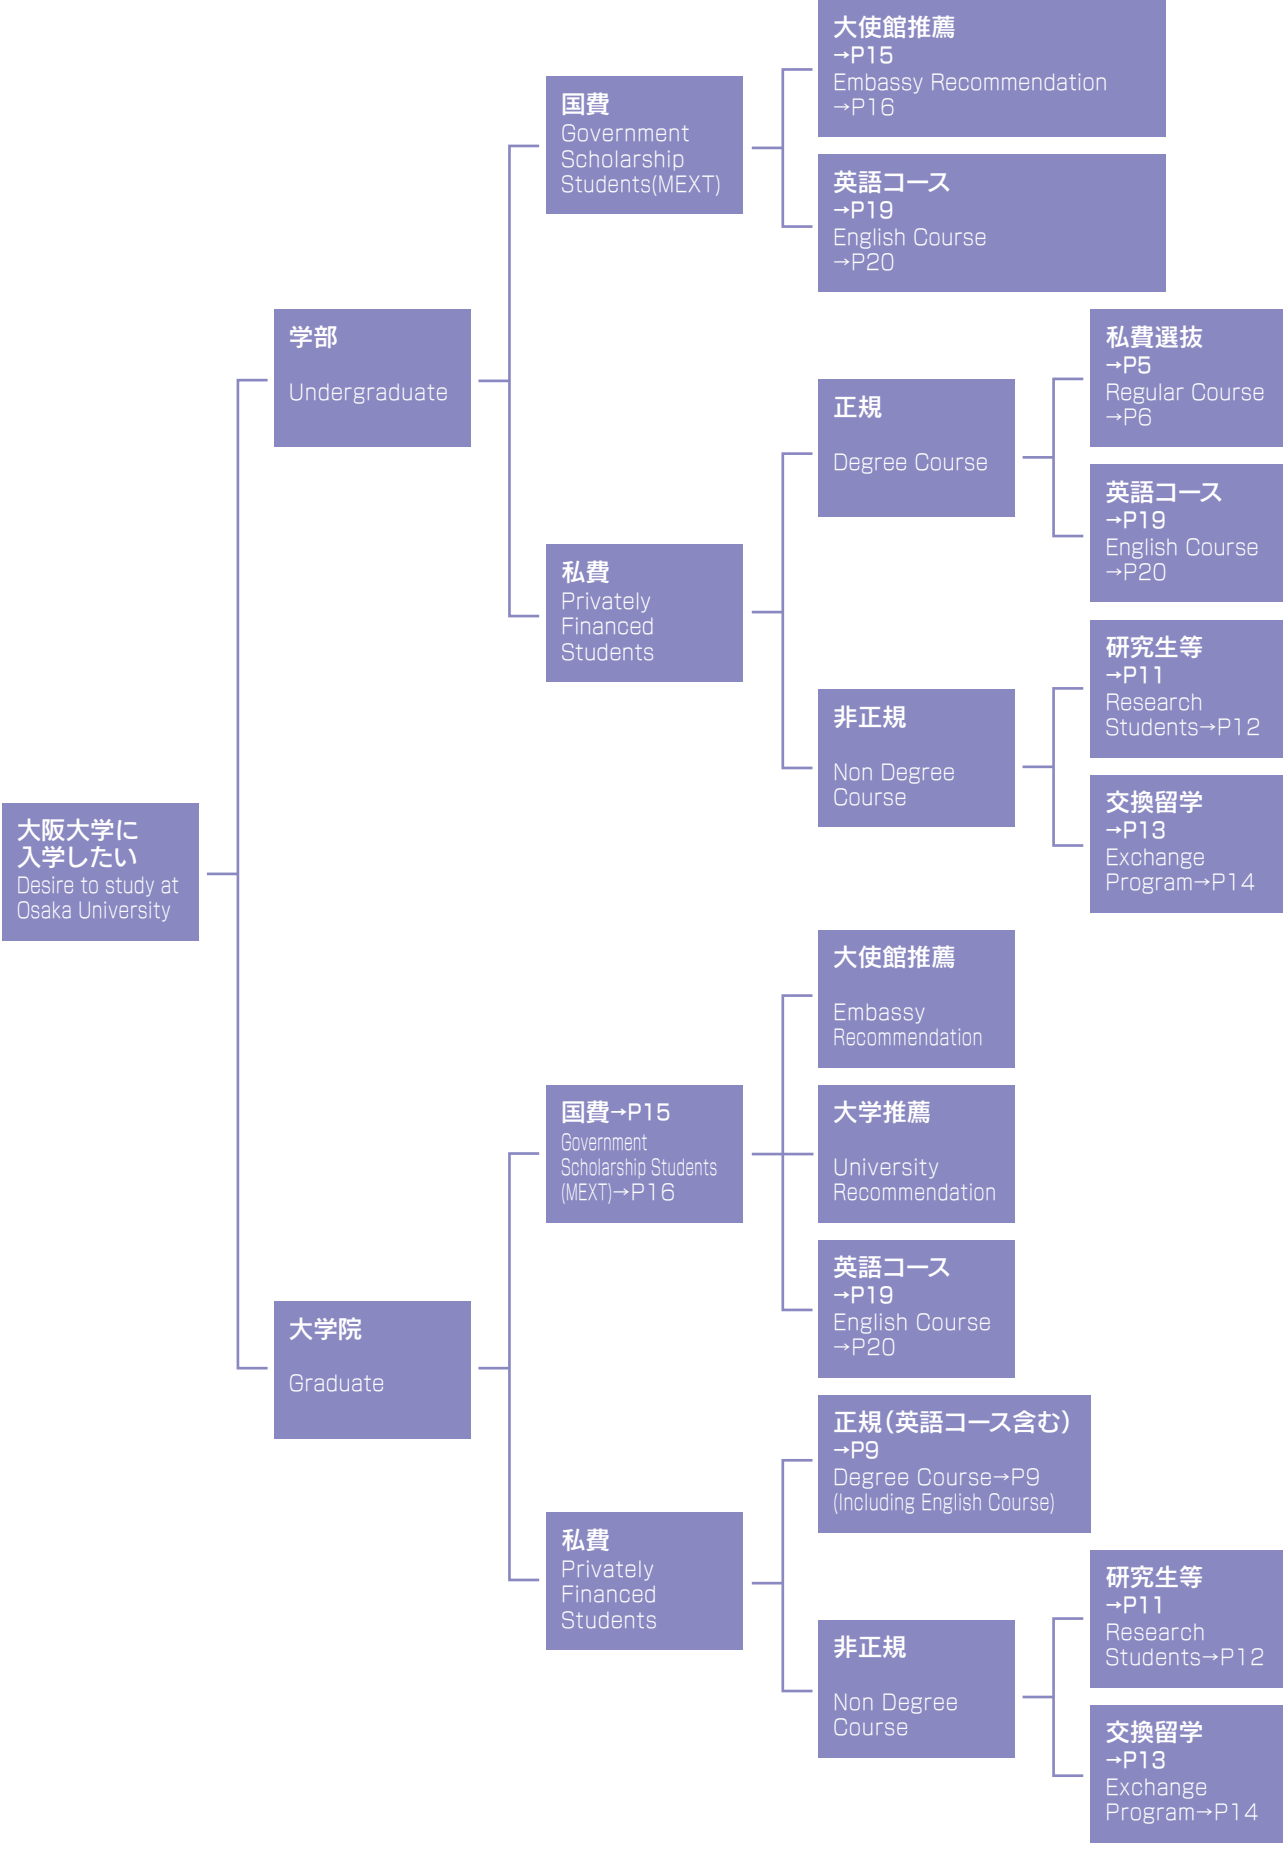 大阪大学に
入学したい
Desire to study at
Osaka University
学部
Undergraduate
国費
Government
Scholarship
Students(MEXT)
大使館推薦
→P15
Embassy Recommendation
→P16
英語コース
→P19
English Course
→P20
私費
Privately
Financed
Students
正規
Degree Course
私費選抜
→P5
Regular Course
→P6
英語コース
→P19
English Course
→P20
非正規
Non Degree
Course
研究生等
→P11
Research
Students→P12
交換留学
→P13
Exchange
Program→P14
大学院
Graduate
国費→P15
Government
Scholarship Students
(MEXT)→P16
大使館推薦
Embassy
Recommendation
大学推薦
University
Recommendation
英語コース
→P19
English Course
→P20
私費
Privately
Financed
Students
正規（英語コース含む）
→P9
Degree Course→P9
(Including English Course)
非正規
Non Degree
Course
研究生等
→P11
Research
Students→P12
交換留学
→P13
Exchange
Program→P14